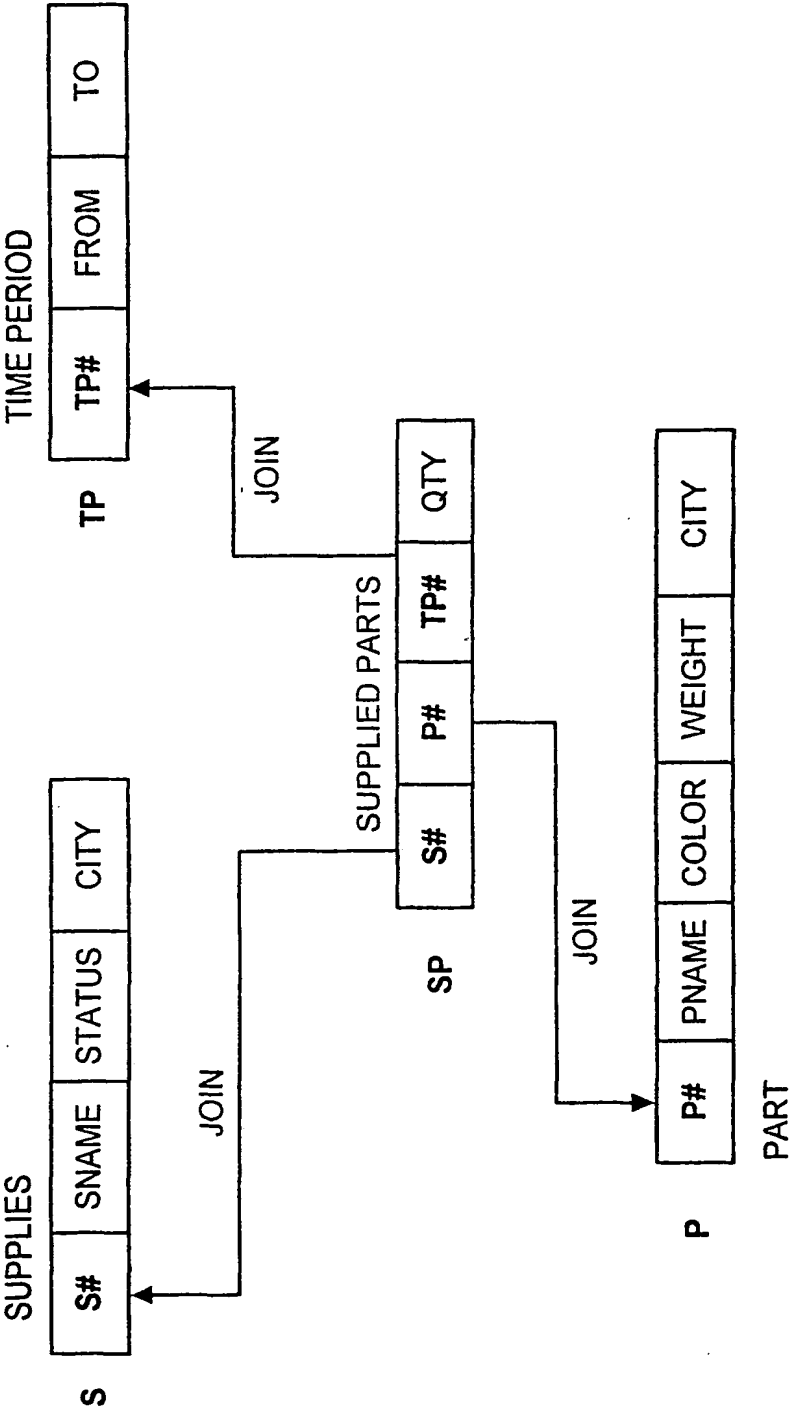 SUPPLIES
S
S# SNAME STATUS CITY
TIME PERIOD
TP
TP# FROM TO
JOIN
JOIN
SUPPLIED PARTS
SP
S# P# TP# QTY
JOIN
P
P# PNAME COLOR WEIGHT CITY
PART